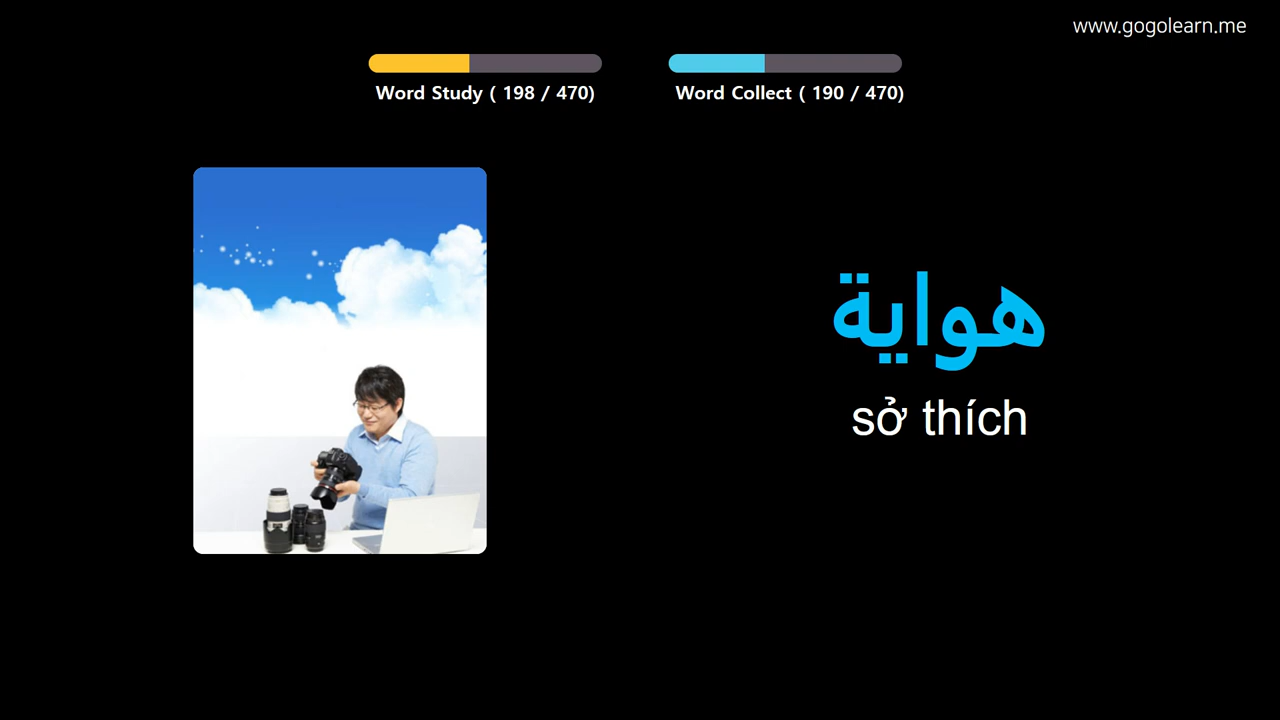 www.gogolearn.me
Word Study ( 198 / 470)
Word Collect ( 190 / 470)
هواية
sở thích